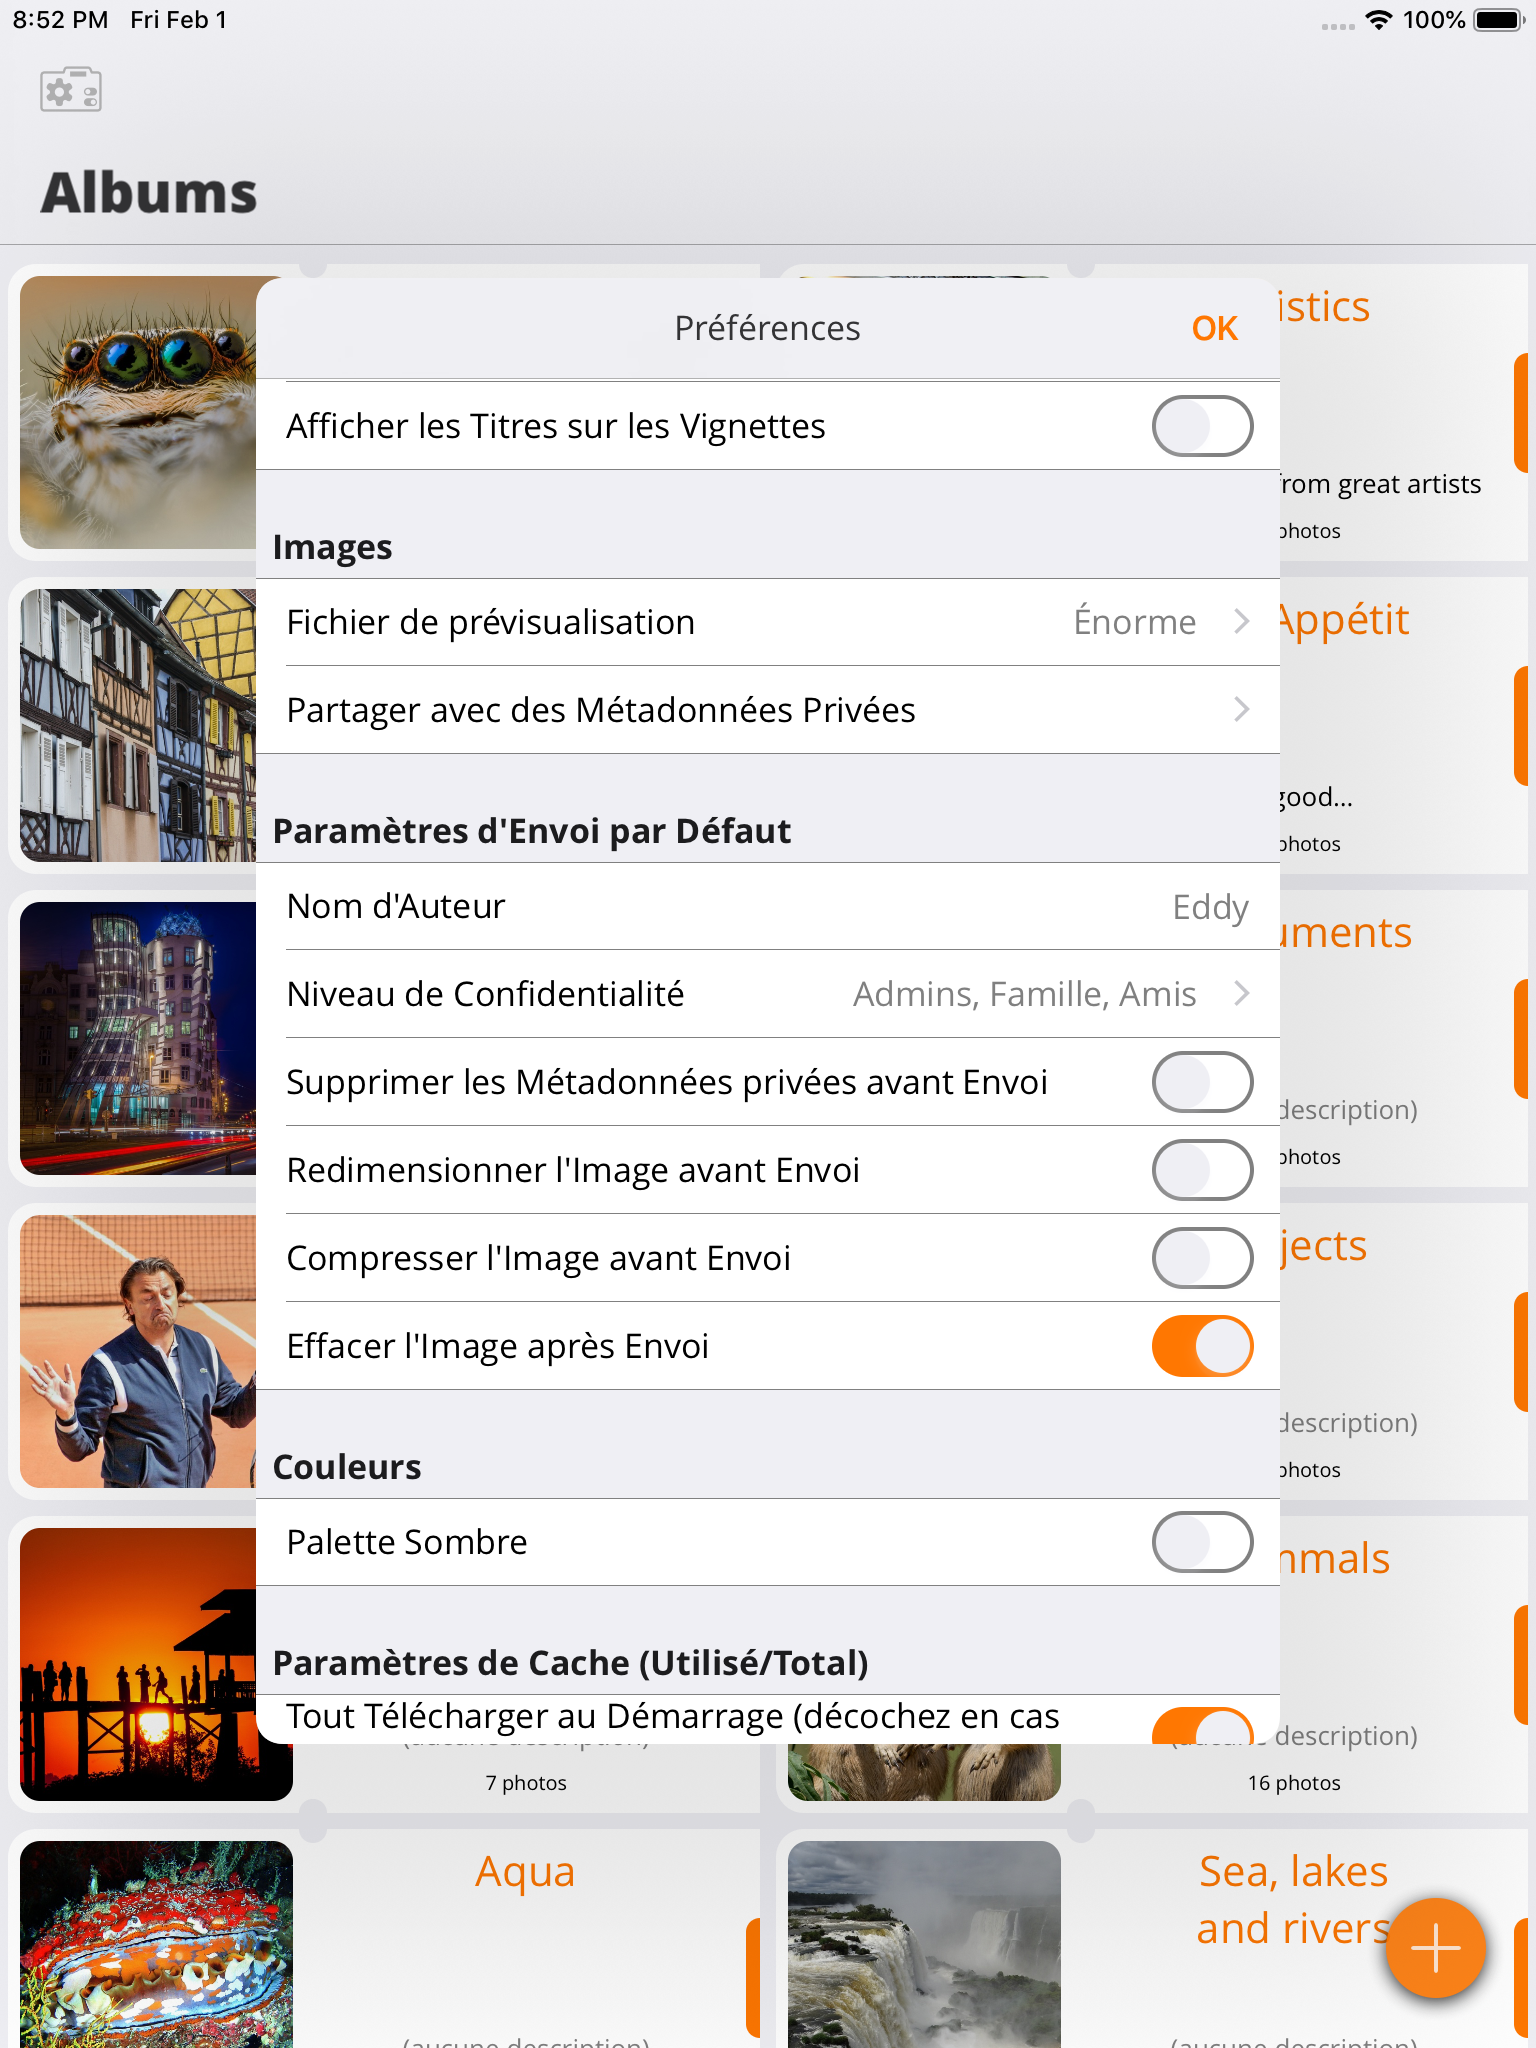 8:52 PM Fri Feb 1
100%
Albums
Préférences
OK
Afficher les Titres sur les Vignettes
Images
Fichier de prévisualisation
Énorme
Partager avec des Métadonnées Privées
Paramètres d'Envoi par Défaut
Nom d'Auteur
Eddy
Niveau de Confidentialité
Admins, Famille, Amis
Supprimer les Métadonnées privées avant Envoi
Redimensionner l'Image avant Envoi
Compresser l'Image avant Envoi
Effacer l'Image après Envoi
Couleurs
Palette Sombre
Paramètres de Cache (Utilisé/Total)
Tout Télécharger au Démarrage (décochez en cas
istics
from great artists
photos
Appétit
good...
photos
uments
description)
photos
jects
description)
photos
mmals
description)
16 photos
(aucune description)
7 photos
Aqua
(aucune description)
Sea, lakes
and rivers
(aucune description)